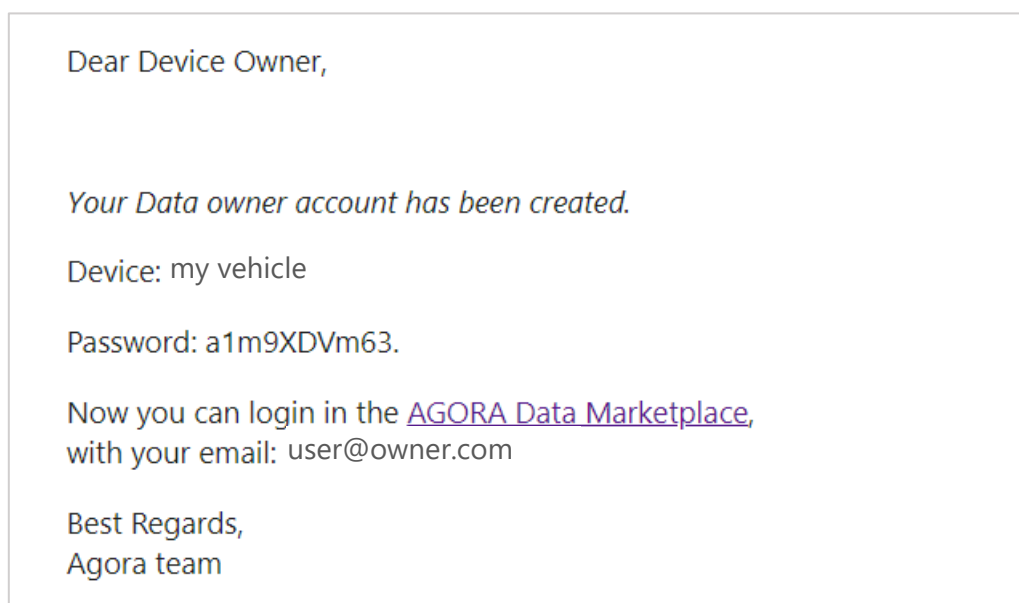 Dear Device Owner,
Your Data owner account has been created.
Device: my vehicle
Password: a1m9XDVm63.
Now you can login in the AGORA Data Marketplace,
with your email: user@owner.com
Best Regards,
Agora team